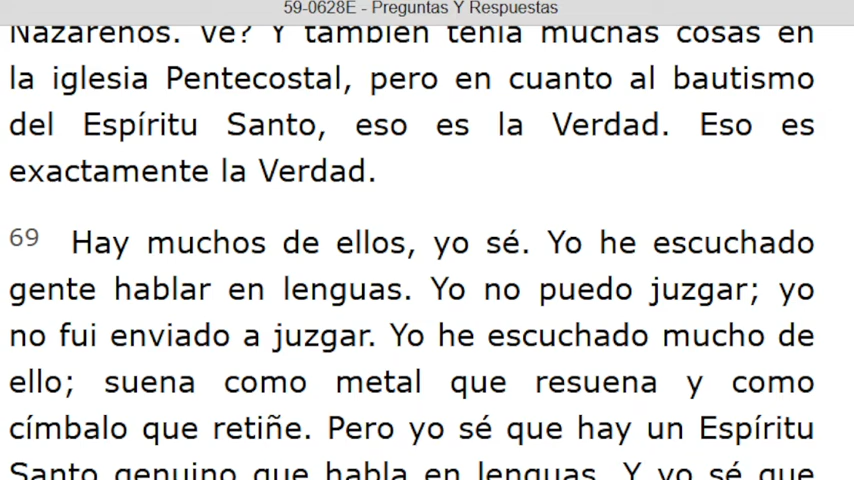 59-0628E - Preguntas Y Respuestas
Nazarenos. Ve? Y también tenía muchas cosas en
la iglesia Pentecostal, pero en cuanto al bautismo
del Espíritu Santo, eso es la Verdad. Eso es
exactamente la Verdad.
69 Hay muchos de ellos, yo sé. Yo he escuchado
gente hablar en lenguas. Yo no puedo juzgar; yo
no fui enviado a juzgar. Yo he escuchado mucho de
ello; suena como metal que resuena y como
címbalo que retiñe. Pero yo sé que hay un Espíritu
Santo genuino que habla en lenguas. Y yo sé que